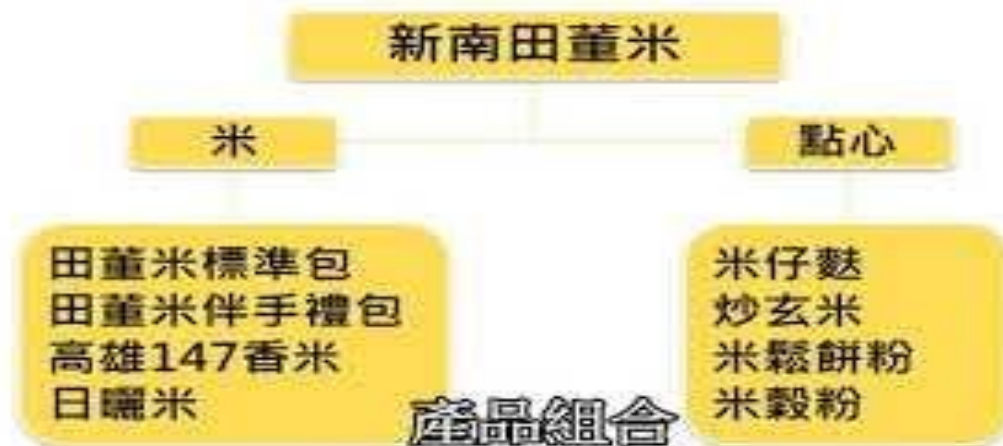 新南田董米
米
點心
田董米標準包
田董米伴手禮包
高雄147香米
日曬米
米仔麩
炒玄米
米鬆餅粉
米穀粉
產品組合